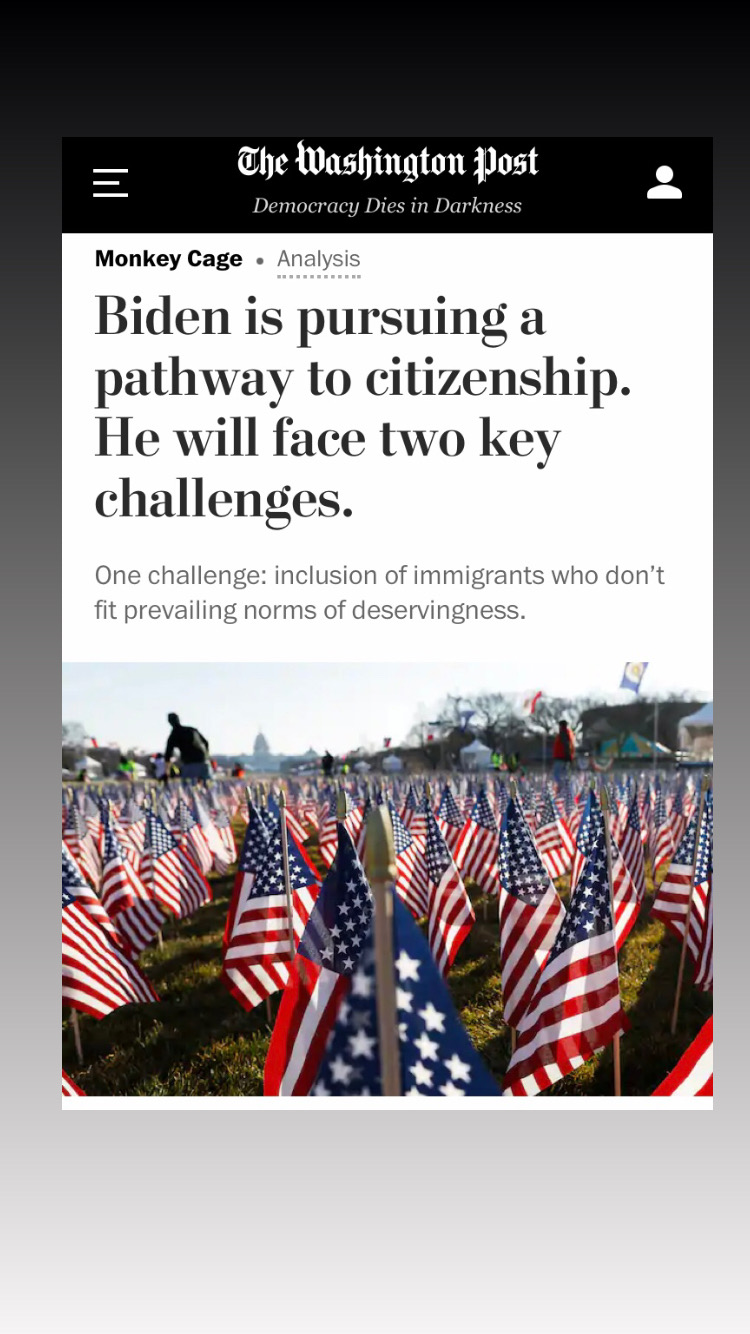 The Washington Post
Democracy Dies in Darkness
Monkey Cage • Analysis
Biden is pursuing a
pathway to citizenship.
He will face two key
challenges.
One challenge: inclusion of immigrants who don’t
fit prevailing norms of deservingness.